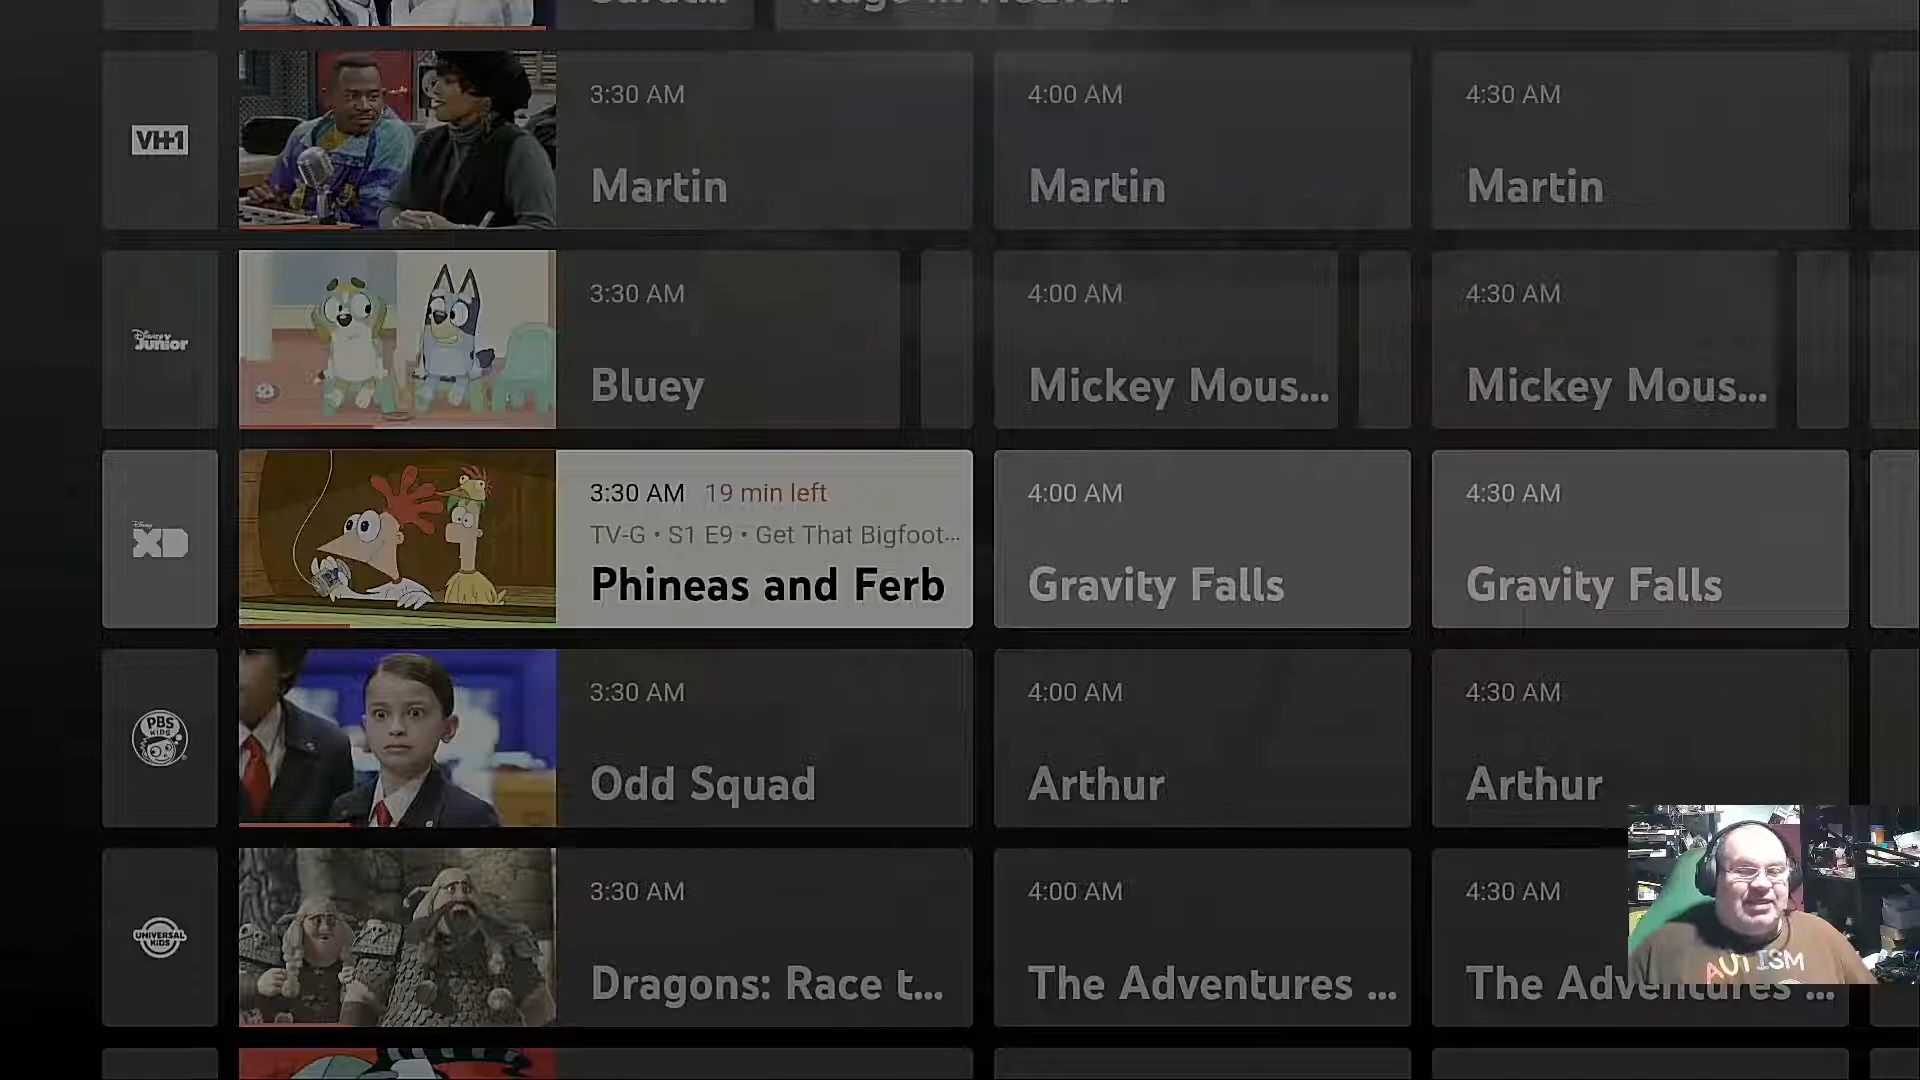 VH1
3:30 AM
Martin
4:00 AM
Martin
4:30 AM
Martin
Disney Junior
3:30 AM
Bluey
4:00 AM
Mickey Mous...
4:30 AM
Mickey Mous...
Disney XD
3:30 AM 19 min left
TV-G • S1 E9 • Get That Bigfoot...
Phineas and Ferb
4:00 AM
Gravity Falls
4:30 AM
Gravity Falls
PBS KIDS
3:30 AM
Odd Squad
4:00 AM
Arthur
4:30 AM
Arthur
UNIVERSAL KIDS
3:30 AM
Dragons: Race t...
4:00 AM
The Adventures ...
4:30 AM
The Adventures ...
AUTISM